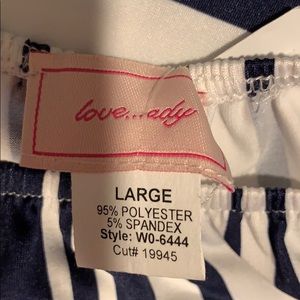 love...ady
LARGE
95% POLYESTER
5% SPANDEX
Style: W0-6444
Cut# 19945